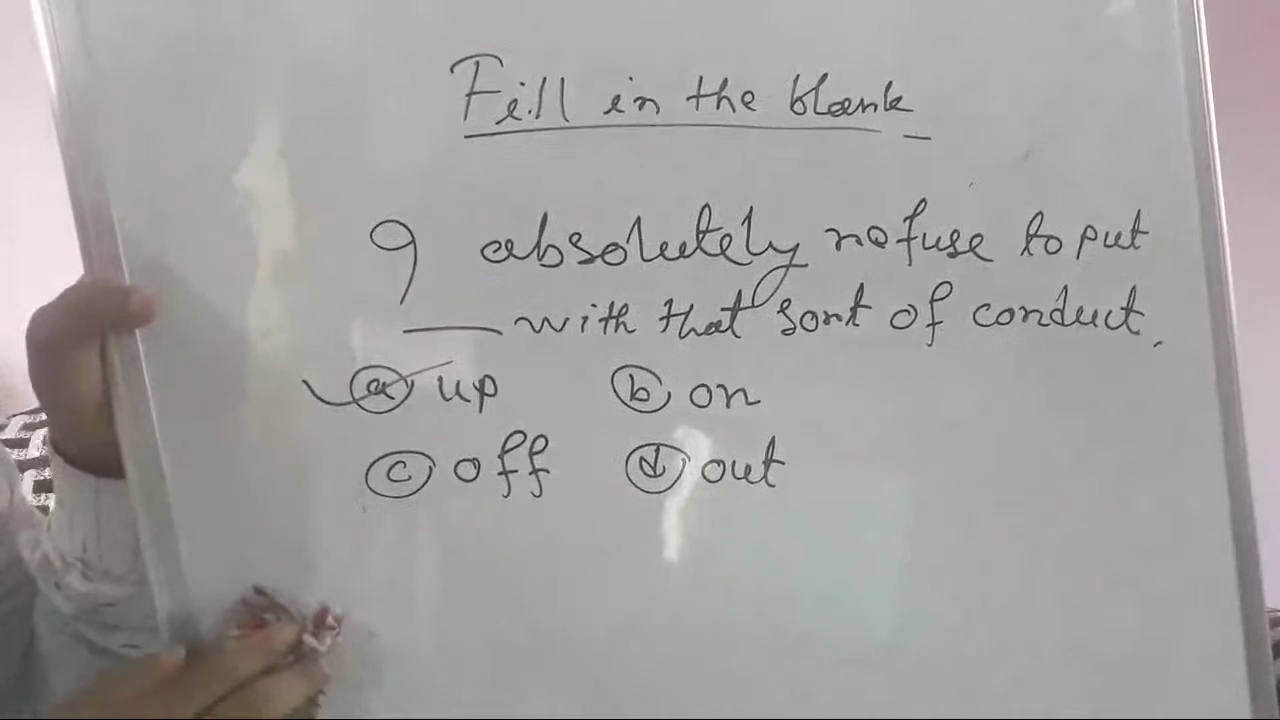 Fill in the blank
I absolutely refuse to put
___ with that sort of conduct.
(a) up (b) on
(c) off (d) out